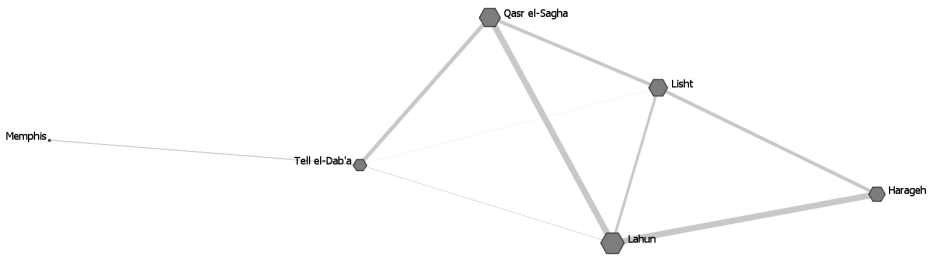 Qasr el-Sagha
Lisht
Memphis
Tell el-Dab'a
Harageh
Lahun